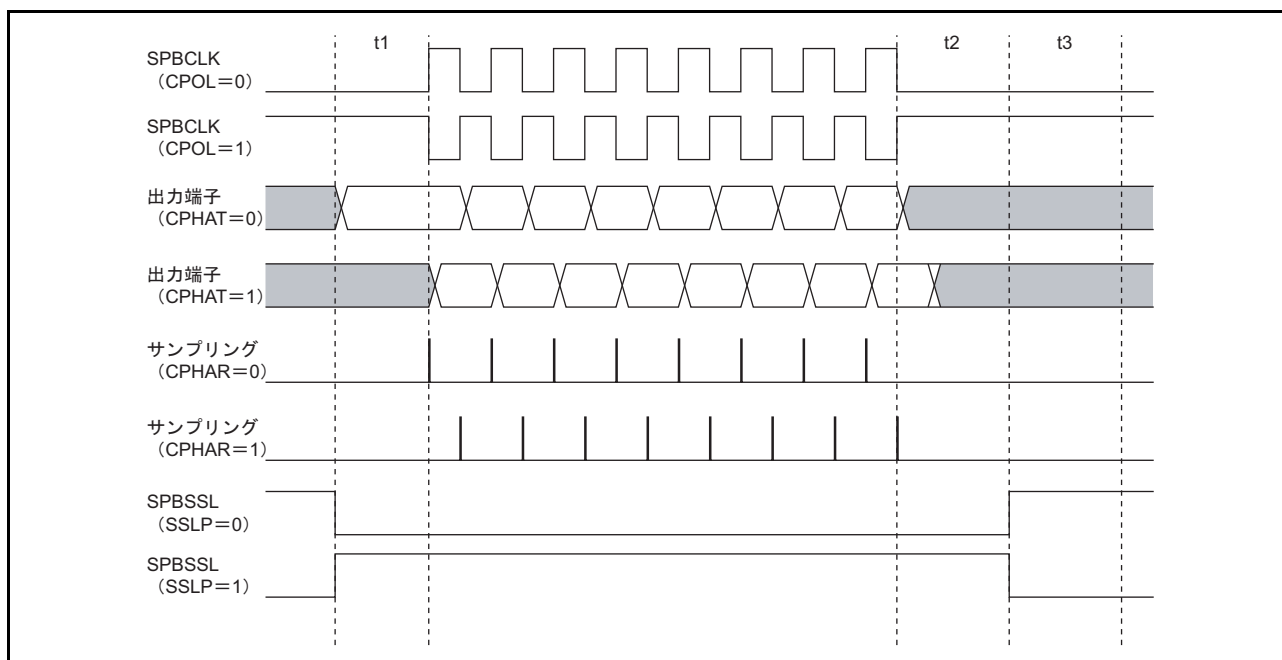 t1
t2
t3
SPBCLK
（CPOL＝0）
SPBCLK
（CPOL＝1）
出力端子
（CPHAT＝0）
出力端子
（CPHAT＝1）
サンプリング
（CPHAR＝0）
サンプリング
（CPHAR＝1）
SPBSSL
（SSLP＝0）
SPBSSL
（SSLP＝1）